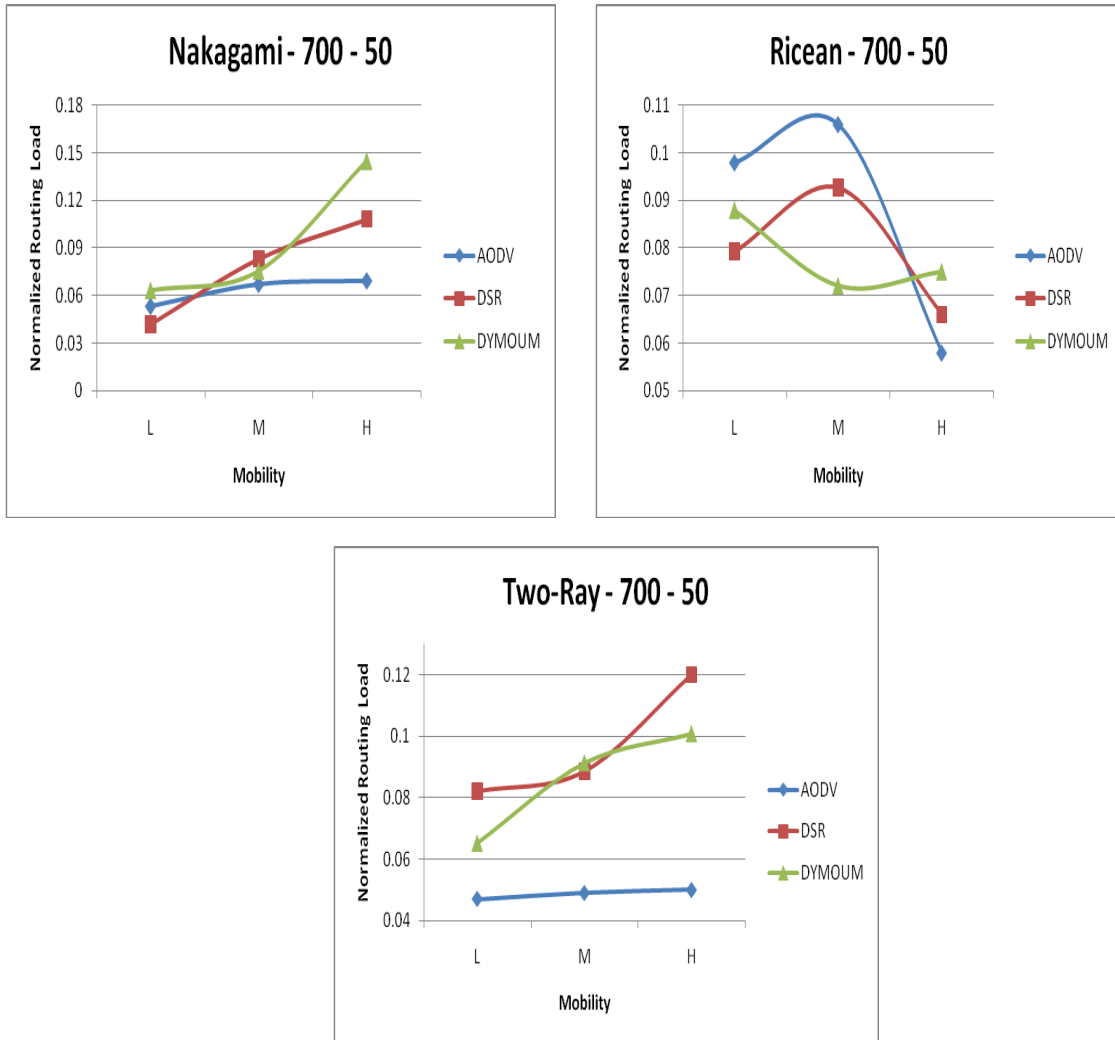 Nakagami - 700 - 50
Normalized Routing Load
0.18
0.15
0.12
0.09
0.06
0.03
0
L M H
Mobility
AODV
DSR
DYMOUM
Ricean - 700 - 50
Normalized Routing Load
0.11
0.1
0.09
0.08
0.07
0.06
0.05
L M H
Mobility
AODV
DSR
DYMOUM
Two-Ray - 700 - 50
Normalized Routing Load
0.12
0.1
0.08
0.06
0.04
L M H
Mobility
AODV
DSR
DYMOUM